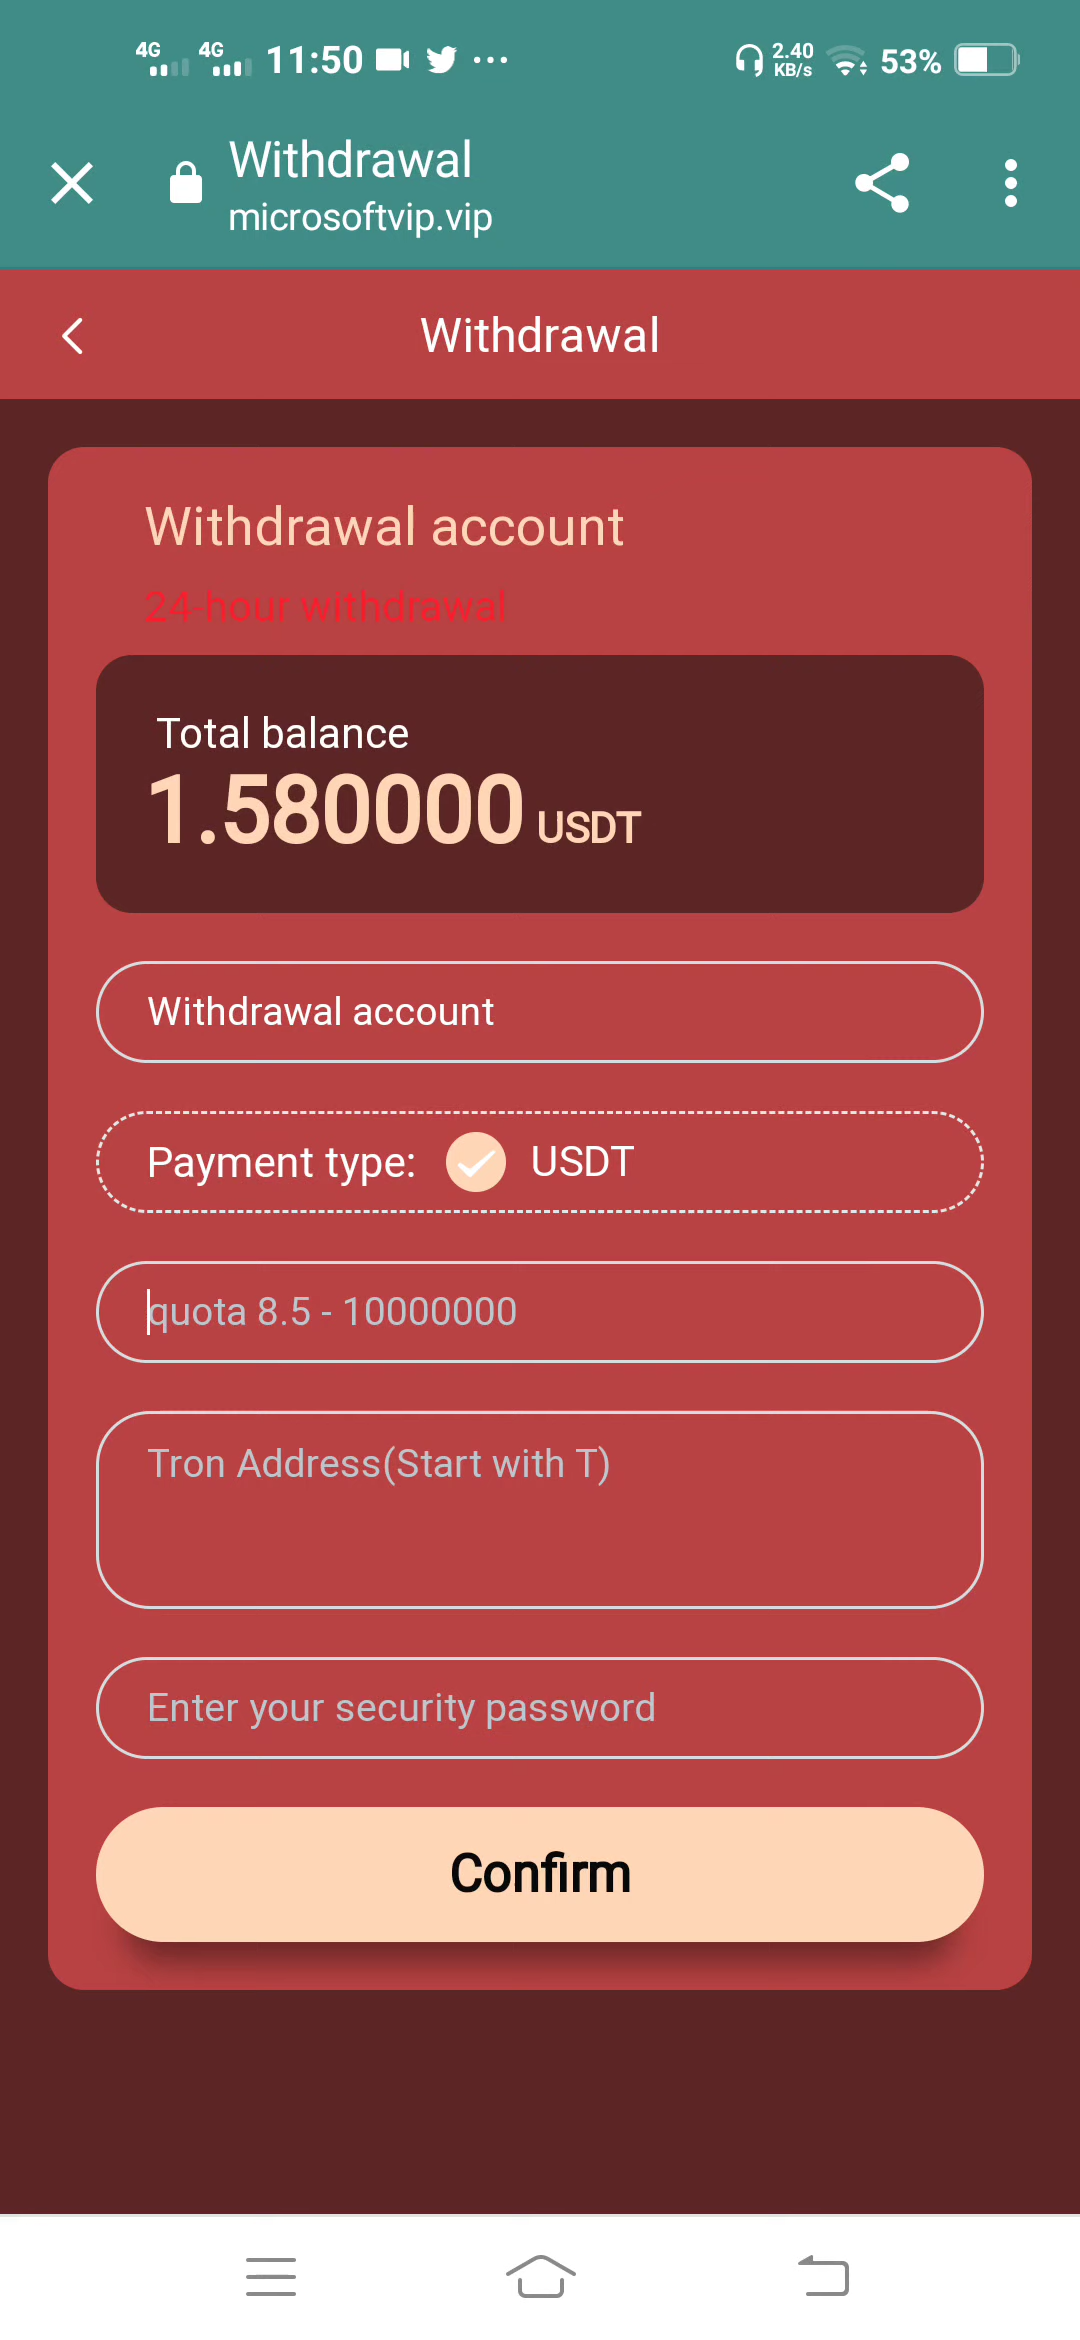 4G 4G 11:50 2.40 KB/s 53%
Withdrawal
microsoftvip.vip
Withdrawal
Withdrawal account
24-hour withdrawal
Total balance
1.580000 USDT
Withdrawal account
Payment type: USDT
quota 8.5 - 10000000
Tron Address(Start with T)
Enter your security password
Confirm